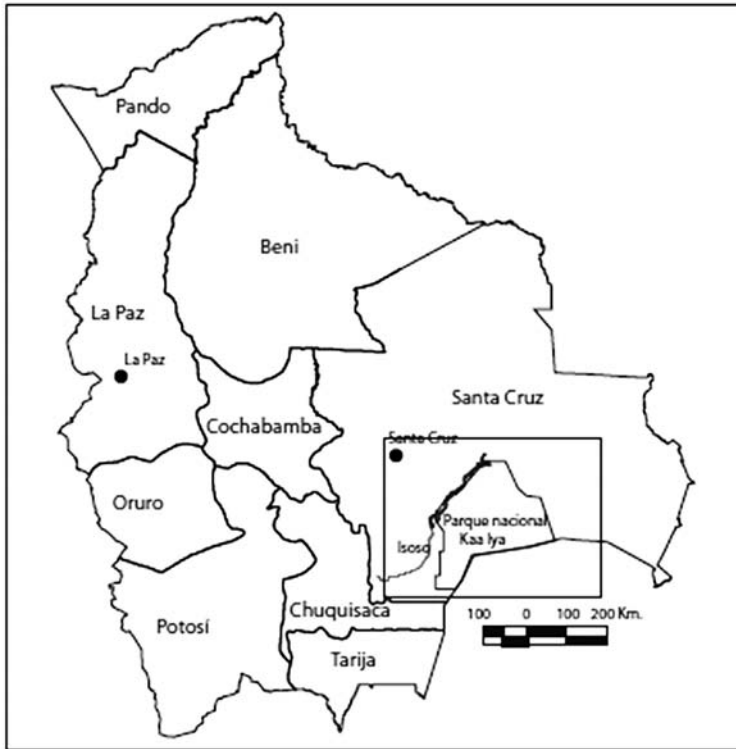 Pando
Beni
La Paz
La Paz
Santa Cruz
Cochabamba
Santa Cruz
Oruro
Parque nacional
Kaa Iya
Isoso
Chuquisaca
100 0 100 200 Km.
Potosí
Tarija